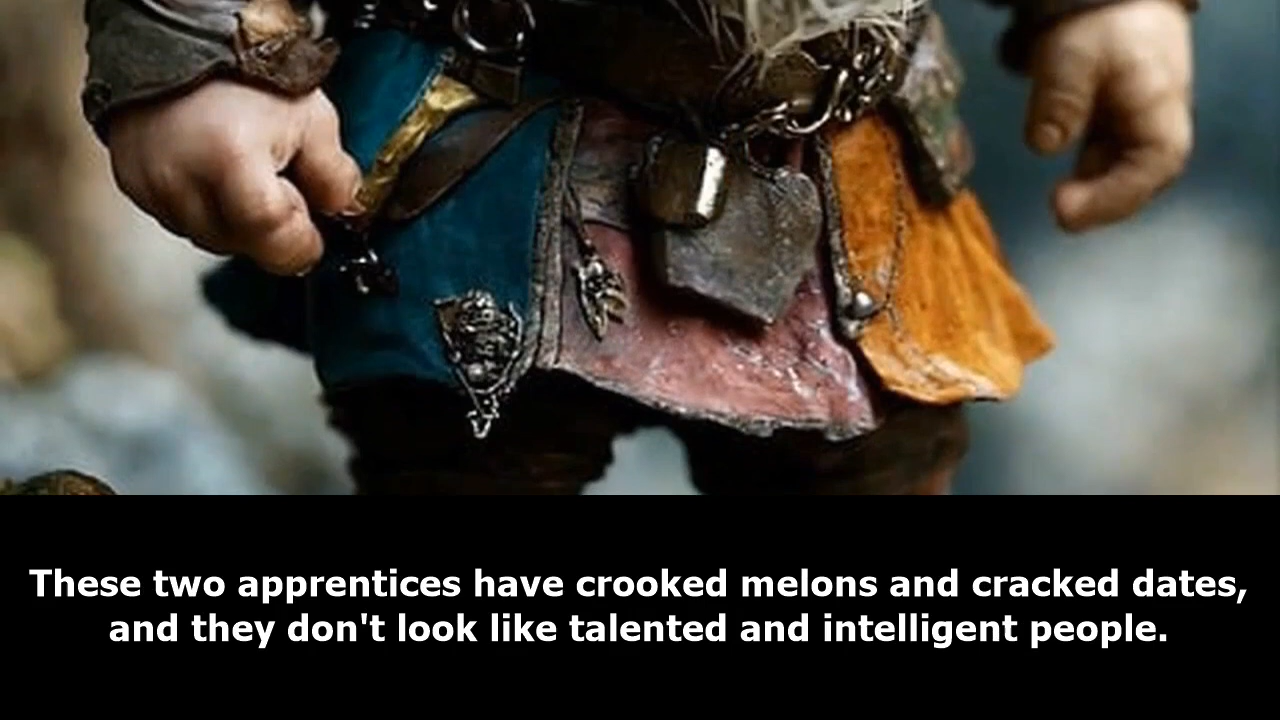 These two apprentices have crooked melons and cracked dates,
and they don't look like talented and intelligent people.